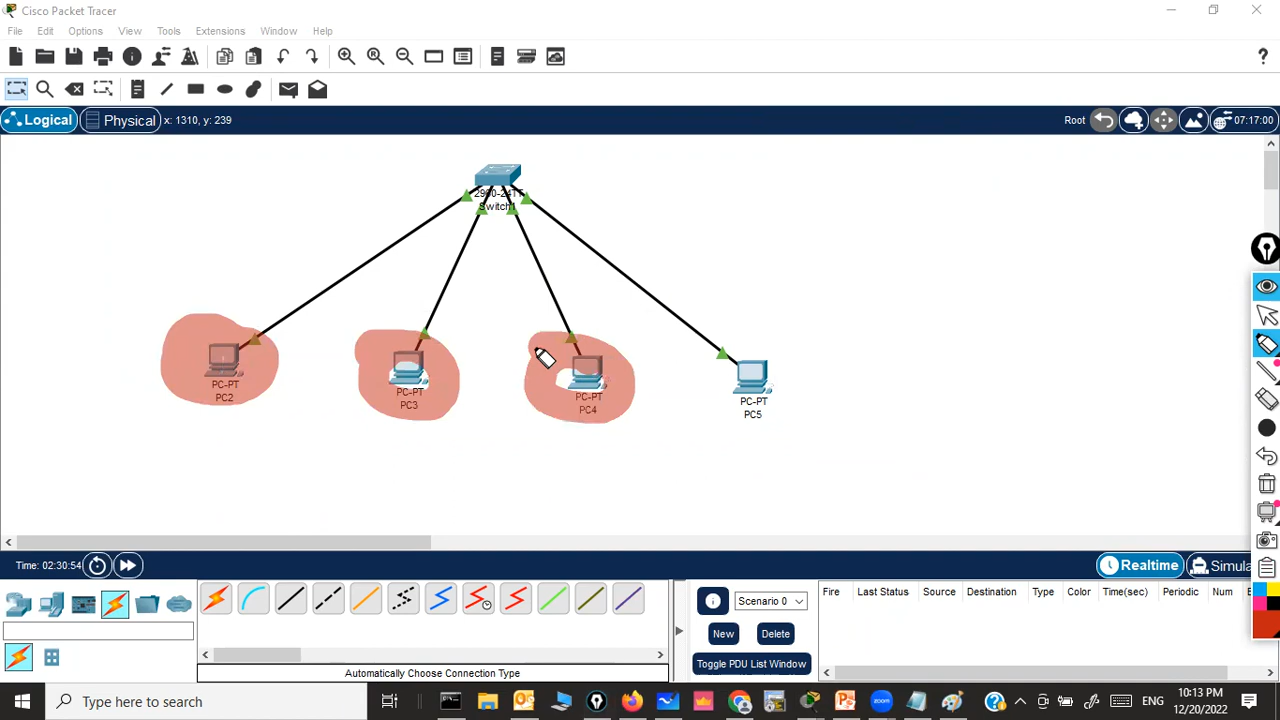 Cisco Packet Tracer
File Edit Options View Tools Extensions Window Help
Logical Physical x: 1310, y: 239 Root 07:17:00
2960-24TT
Switch1
PC-PT
PC2
PC-PT
PC3
PC-PT
PC4
PC-PT
PC5
Time: 02:30:54 Realtime Simula
Scenario 0
New Delete
Toggle PDU List Window
Fire Last Status Source Destination Type Color Time(sec) Periodic Num E
Automatically Choose Connection Type
Type here to search
10:13 PM
12/20/2022